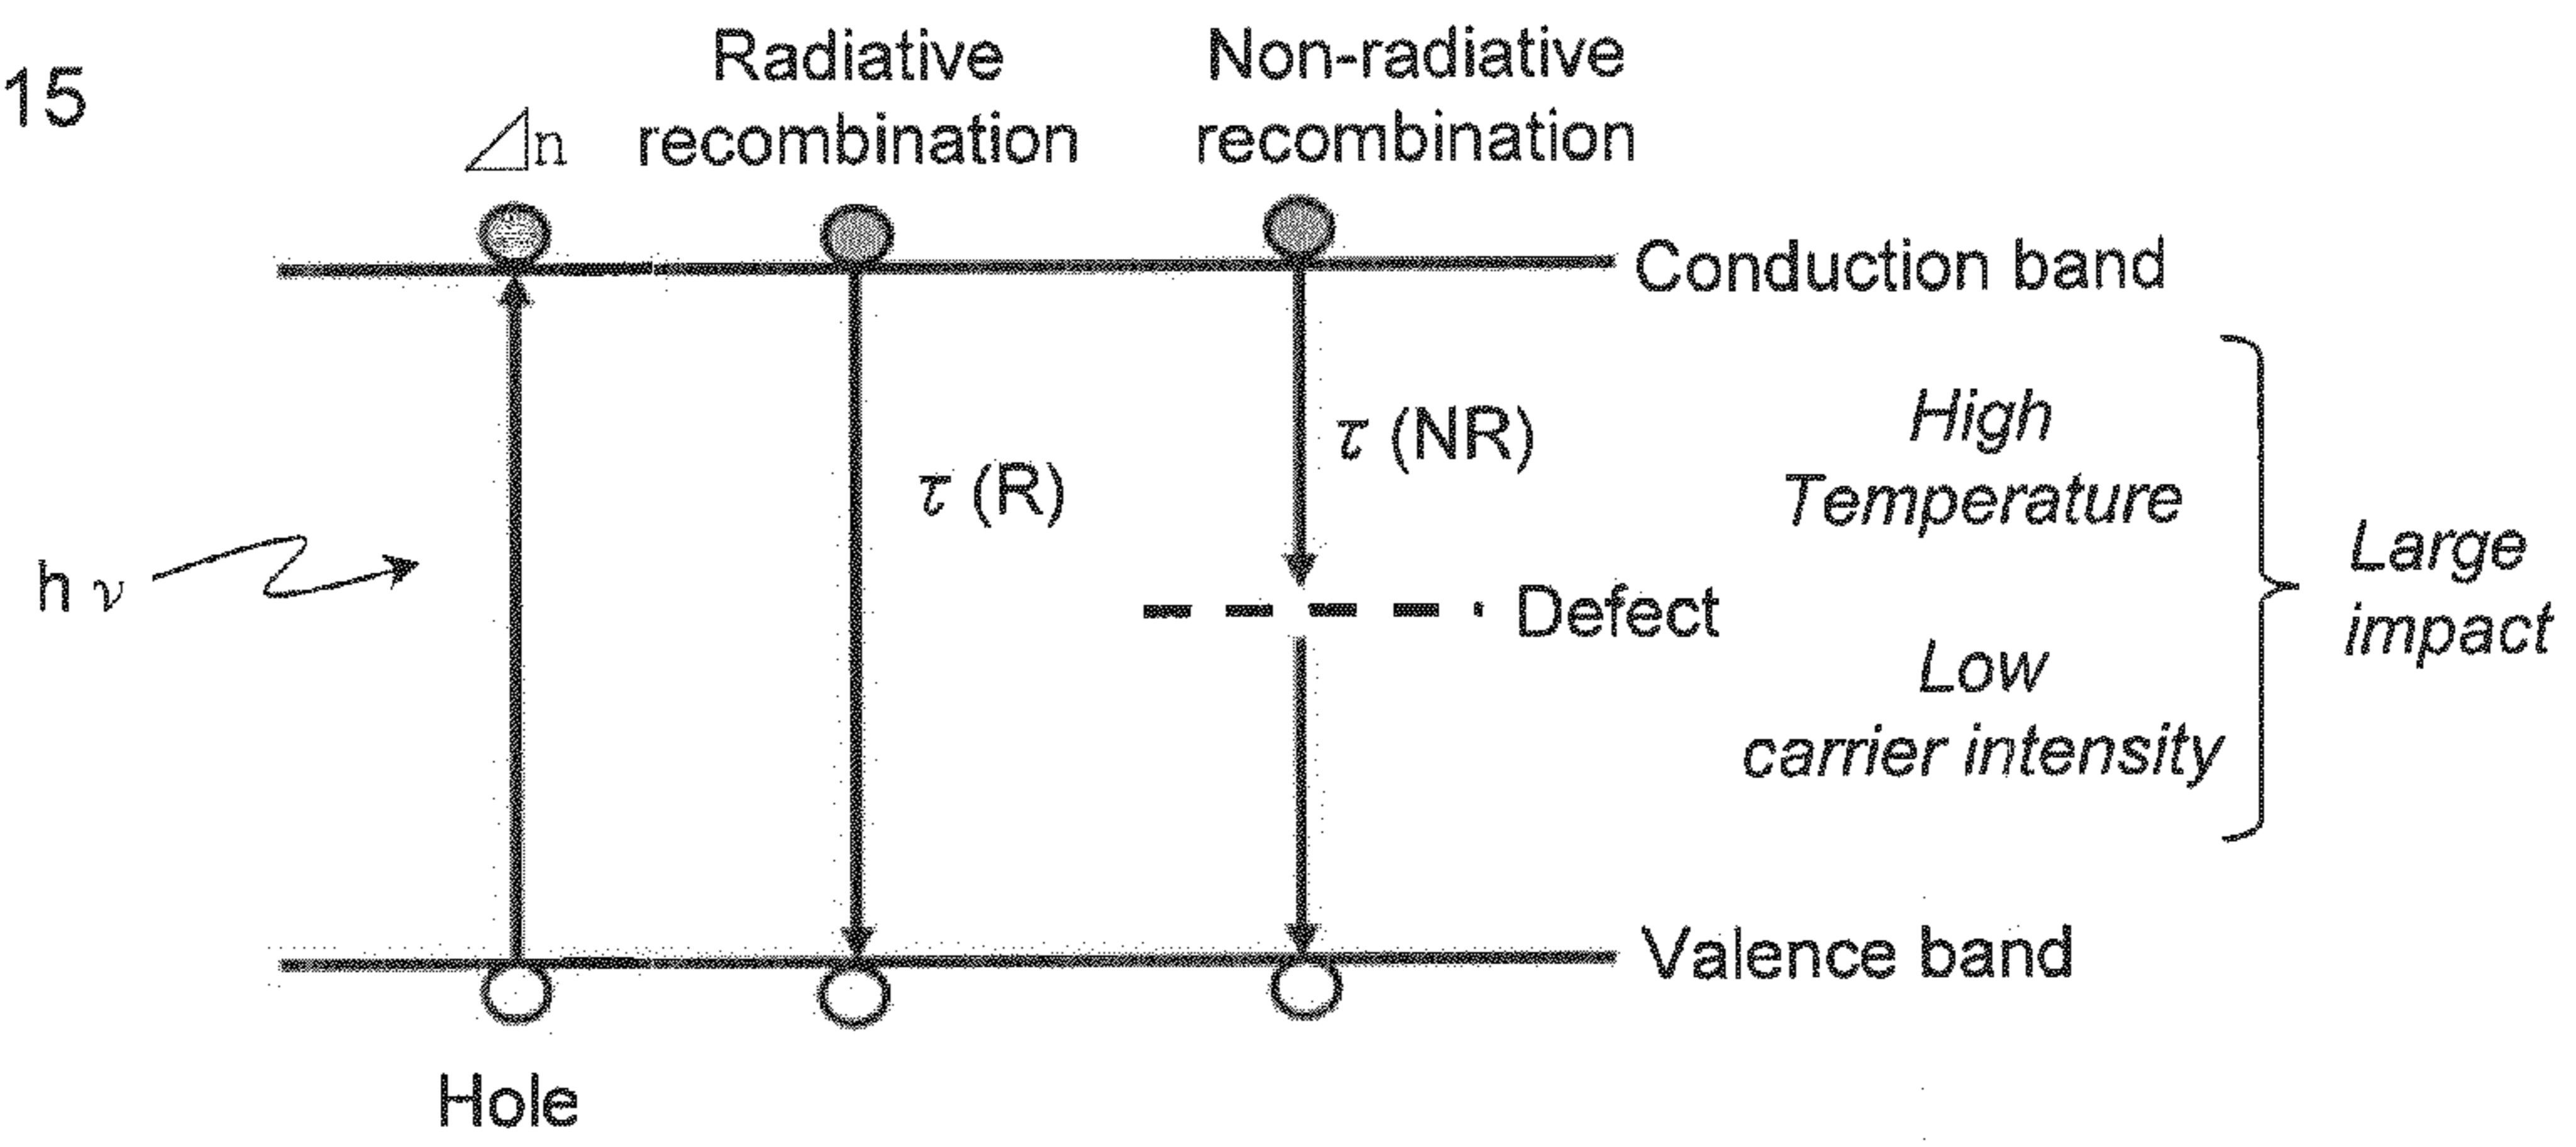 15
Radiative
recombination
Non-radiative
recombination
⊿n
Conduction band
τ (R)
τ (NR)
High
Temperature
hν
Defect
Low
carrier intensity
Large
impact
Valence band
Hole